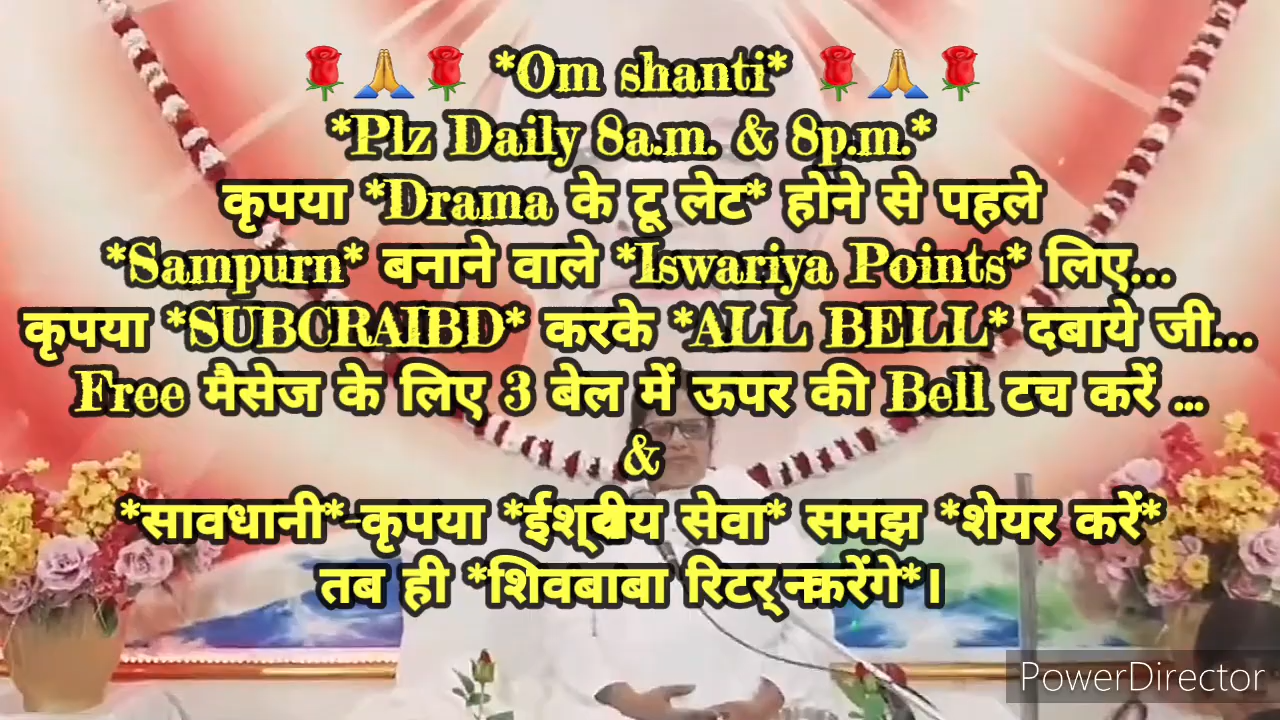 🌹🙏🌹 *Om shanti* 🌹🙏🌹
*Plz Daily 8a.m. & 8p.m.*
कृपया *Drama के टू लेट* होने से पहले
*Sampurn* बनाने वाले *Iswariya Points* लिए...
कृपया *SUBCRAIBD* करके *ALL BELL* दबाये जी...
Free मैसेज के लिए 3 बेल में ऊपर की Bell टच करें ...
&
*सावधानी*-कृपया *ईश्वरीय सेवा* समझ *शेयर करें*
तब ही *शिवबाबा रिटर्न करेंगे*।
PowerDirector